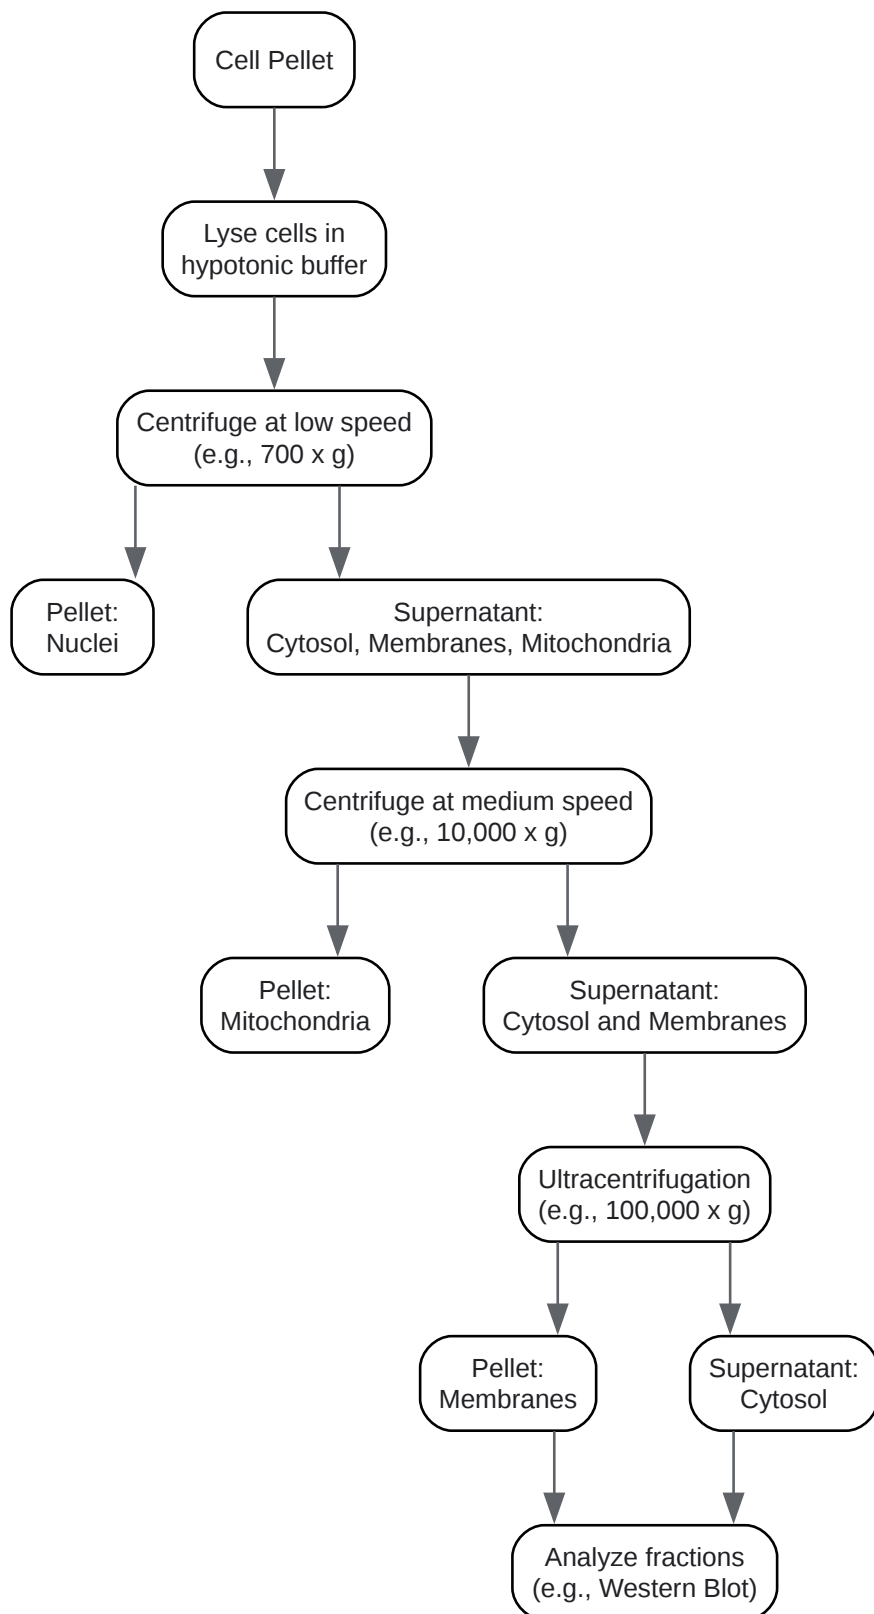 Cell Pellet
Lyse cells in
hypotonic buffer
Centrifuge at low speed
(e.g., 700 x g)
Pellet:
Nuclei
Supernatant:
Cytosol, Membranes, Mitochondria
Centrifuge at medium speed
(e.g., 10,000 x g)
Pellet:
Mitochondria
Supernatant:
Cytosol and Membranes
Ultracentrifugation
(e.g., 100,000 x g)
Pellet:
Membranes
Supernatant:
Cytosol
Analyze fractions
(e.g., Western Blot)